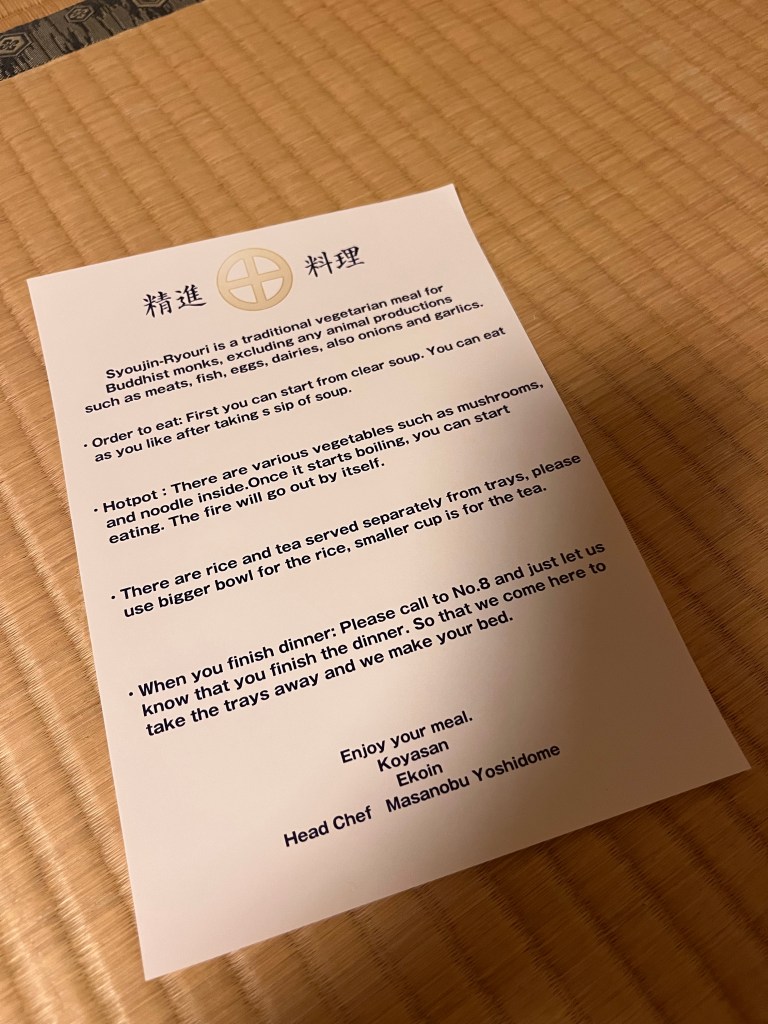 精進 料理
Syoujin-Ryouri is a traditional vegetarian meal for
Buddhist monks, excluding any animal productions
such as meats, fish, eggs, dairies, also onions and garlics.
・Order to eat: First you can start from clear soup. You can eat
as you like after taking s sip of soup.
・Hotpot : There are various vegetables such as mushrooms,
and noodle inside.Once it starts boiling, you can start
eating. The fire will go out by itself.
・There are rice and tea served separately from trays, please
use bigger bowl for the rice, smaller cup is for the tea.
・When you finish dinner: Please call to No.8 and just let us
know that you finish the dinner. So that we come here to
take the trays away and we make your bed.
Enjoy your meal.
Koyasan
Ekoin
Head Chef Masanobu Yoshidome